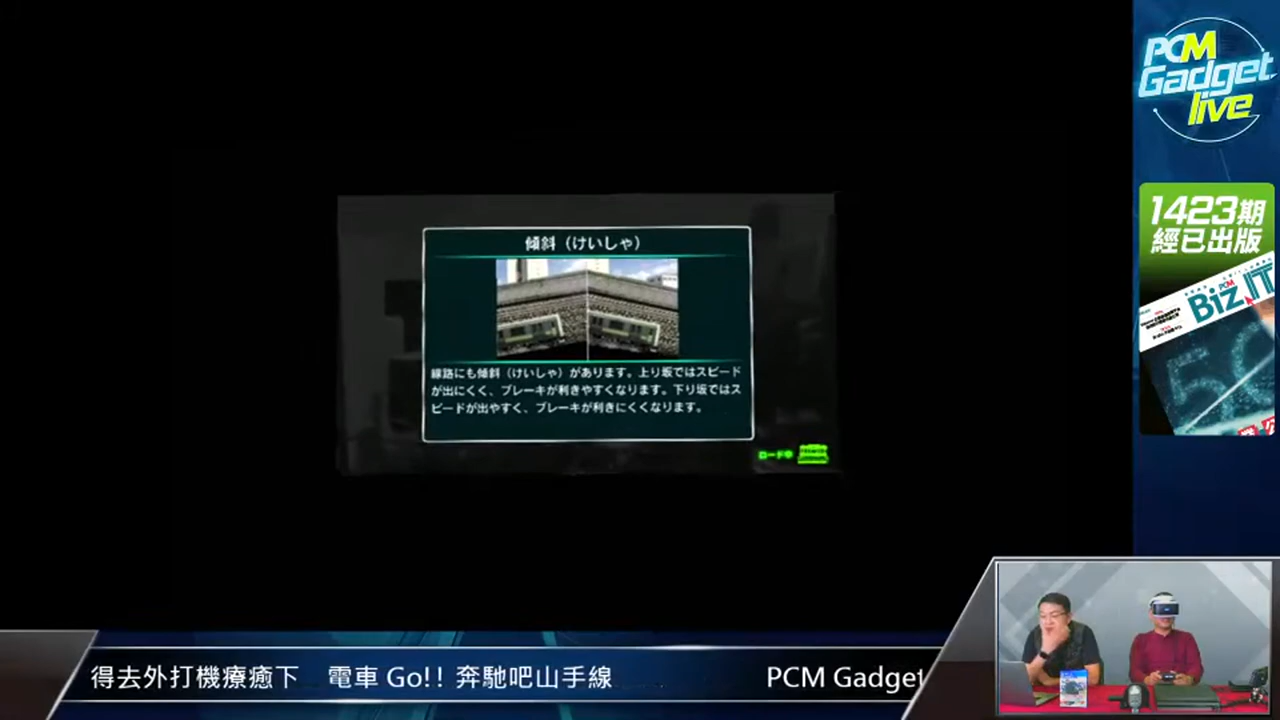 傾斜（けいしゃ）
線路にも傾斜（けいしゃ）があります。上り坂ではスピード
が出にくく、ブレーキが利きやすくなります。下り坂ではス
ピードが出やすく、ブレーキが利きにくくなります。
ロード中
PCM
Gadget
live
1423期
經已出版
PCM
Biz.IT
5G
得去外打機療癒下 電車 Go!! 奔馳吧山手線 PCM Gadget